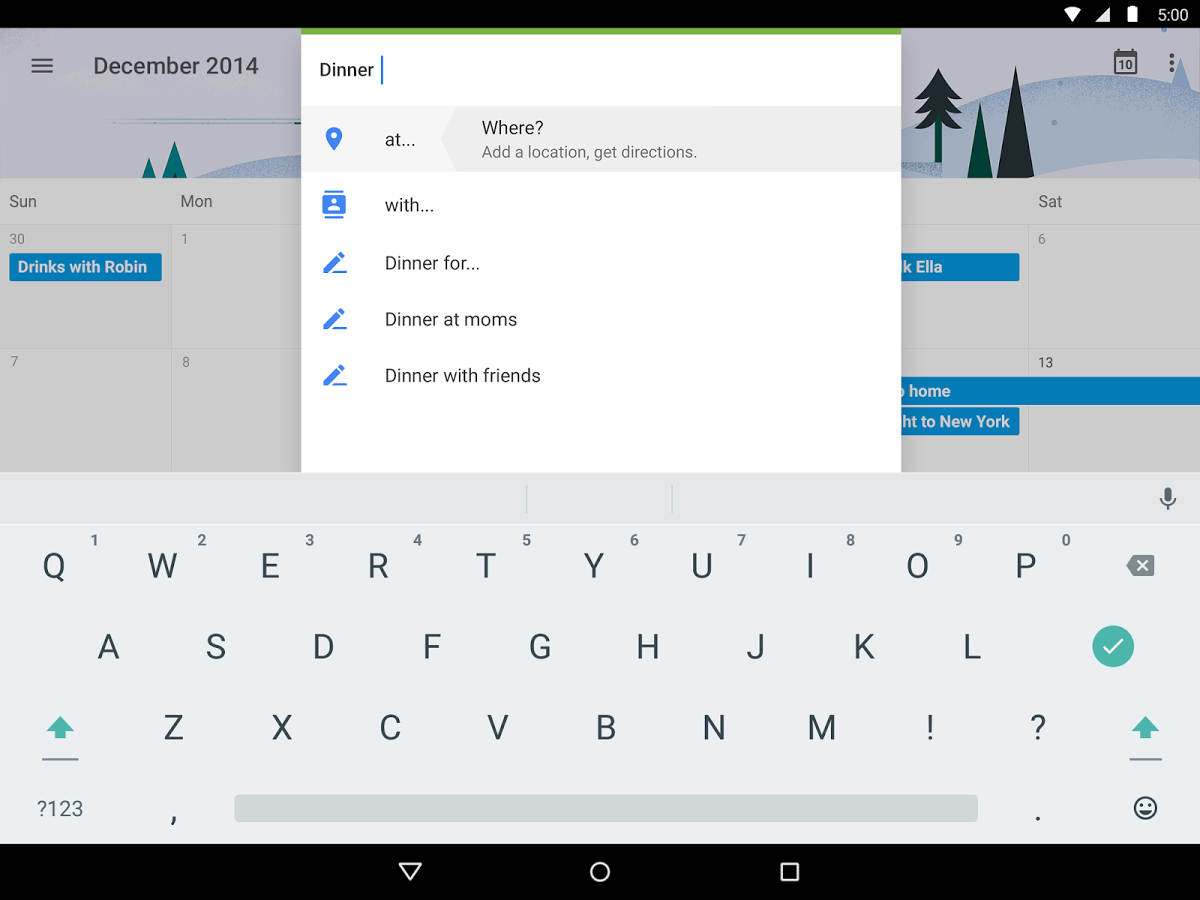 5:00
December 2014
10
Dinner
at...
Where?
Add a location, get directions.
with...
Dinner for...
Dinner at moms
Dinner with friends
Sun
Mon
Sat
30
1
6
Drinks with Robin
k Ella
7
8
13
home
ht to New York
1 2 3 4 5 6 7 8 9 0
Q W E R T Y U I O P
A S D F G H J K L
Z X C V B N M ! ?
?123 , .